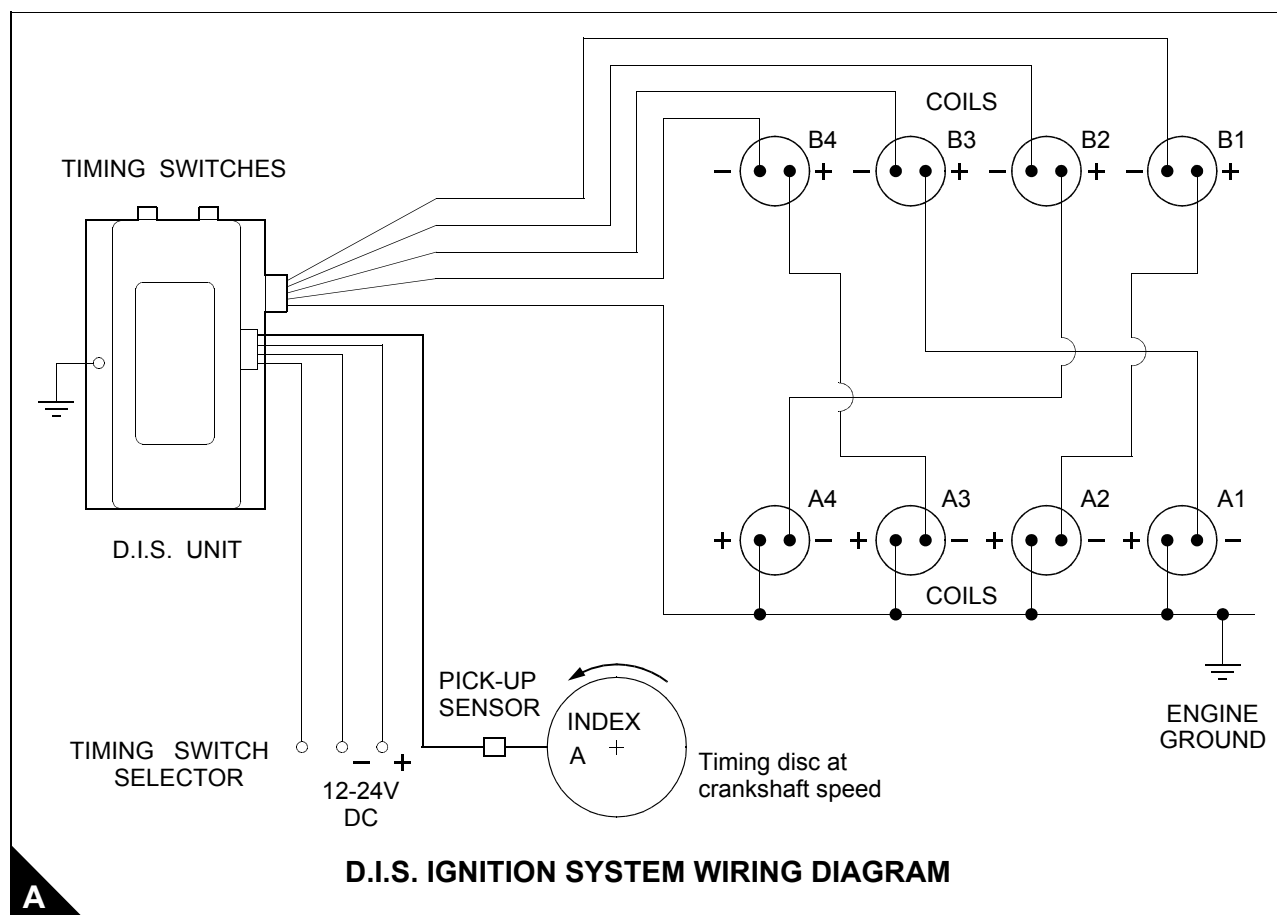 COILS
B4
B3
B2
B1
− +
− +
− +
− +
TIMING SWITCHES
D.I.S. UNIT
A4
A3
A2
A1
+ −
+ −
+ −
+ −
COILS
PICK-UP
SENSOR
INDEX
A
ENGINE
GROUND
TIMING SWITCH
SELECTOR
− +
12-24V
DC
Timing disc at
crankshaft speed
D.I.S. IGNITION SYSTEM WIRING DIAGRAM
A